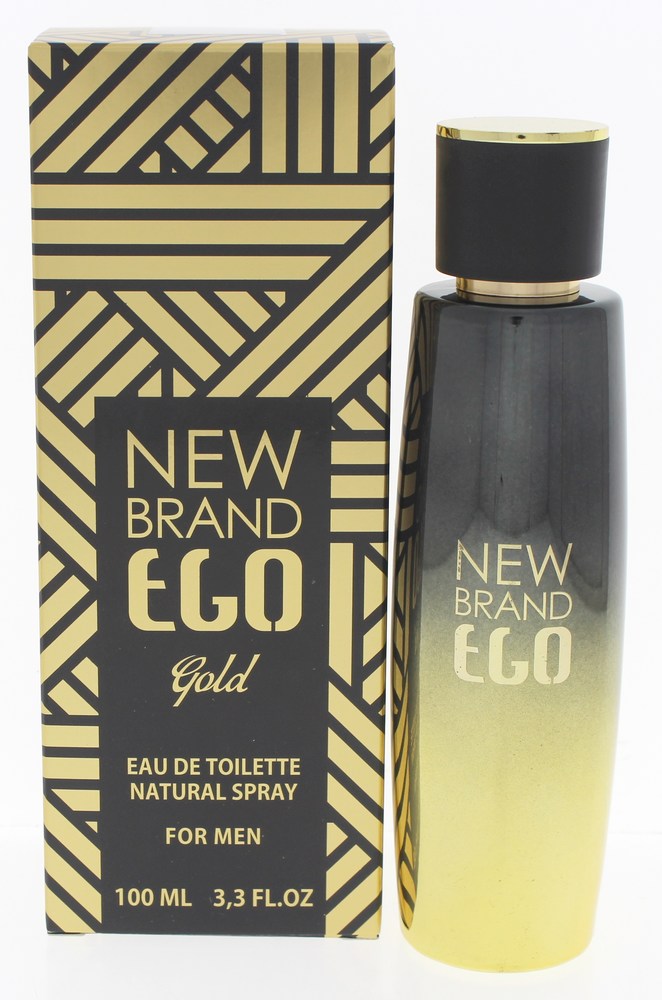 NEW
BRAND
EGO
Gold
EAU DE TOILETTE
NATURAL SPRAY
FOR MEN
100 ML 3,3 FL.OZ
NEW
BRAND
EGO